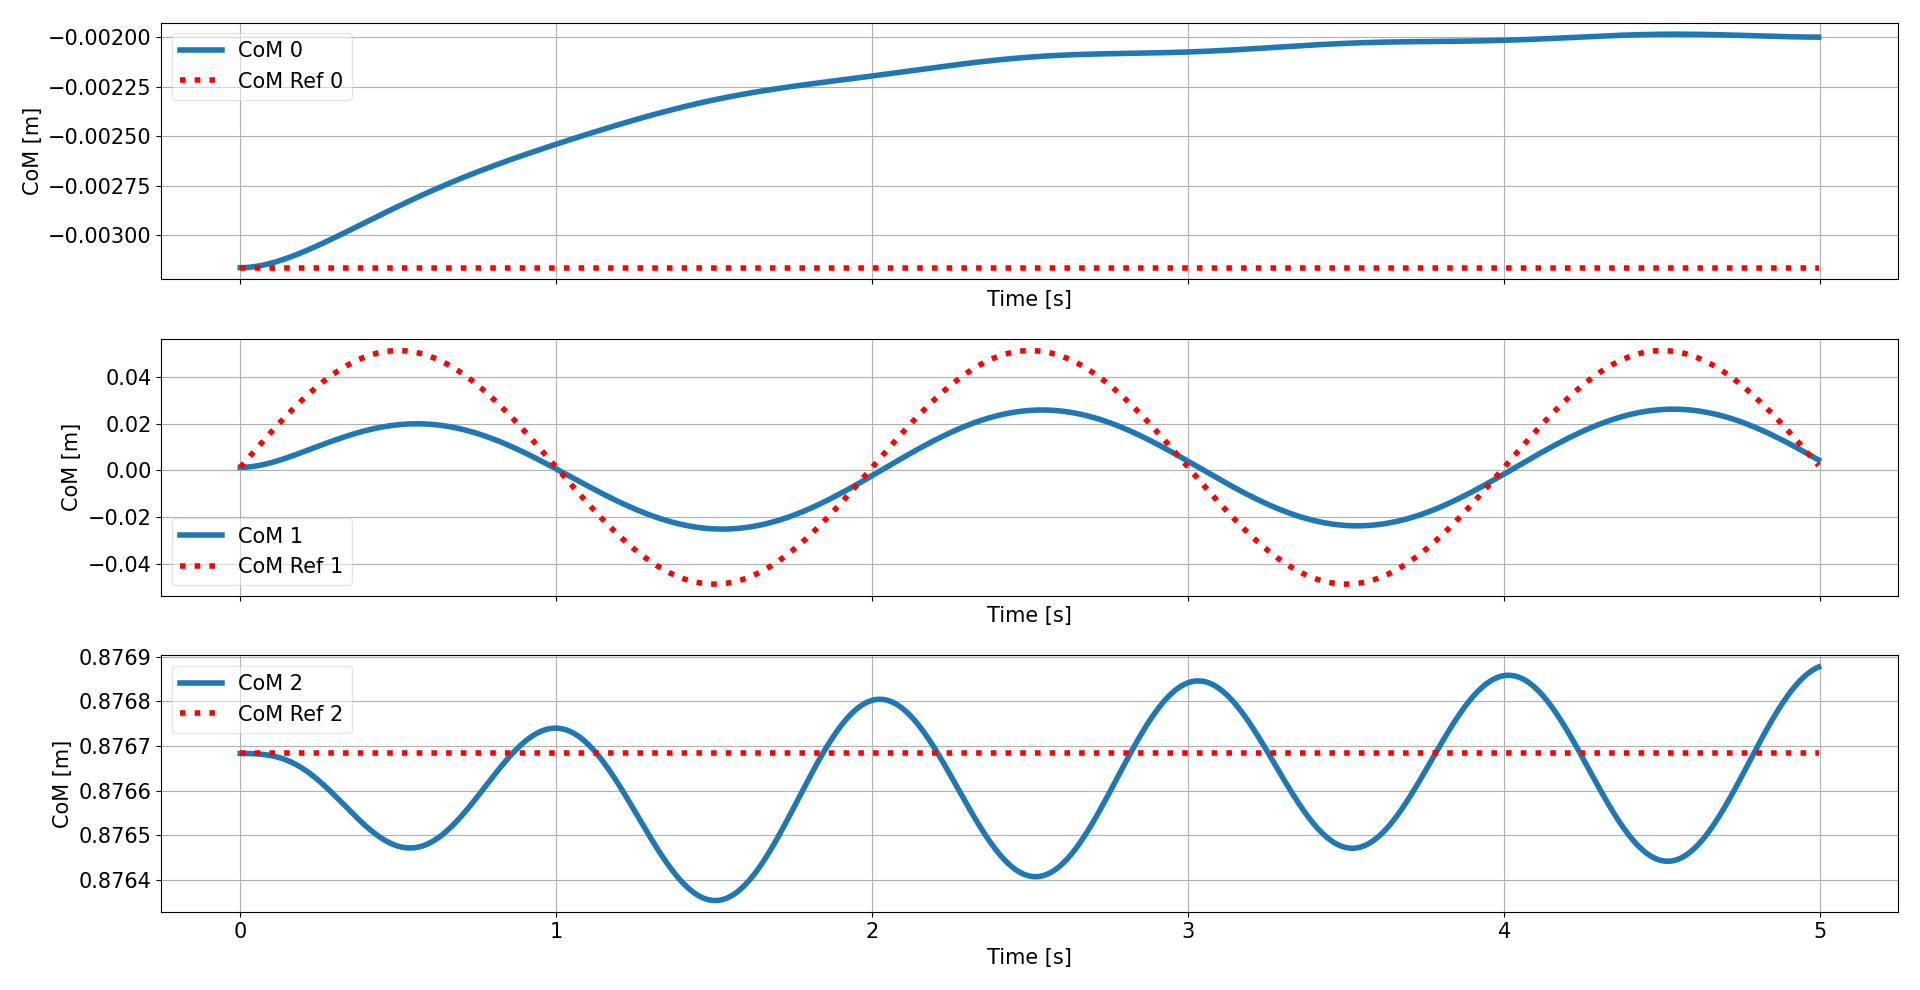 CoM [m]
−0.00200
−0.00225
−0.00250
−0.00275
−0.00300
CoM 0
CoM Ref 0
Time [s]
CoM [m]
0.04
0.02
0.00
−0.02
−0.04
CoM 1
CoM Ref 1
Time [s]
CoM [m]
0.8769
0.8768
0.8767
0.8766
0.8765
0.8764
CoM 2
CoM Ref 2
0 1 2 3 4 5
Time [s]